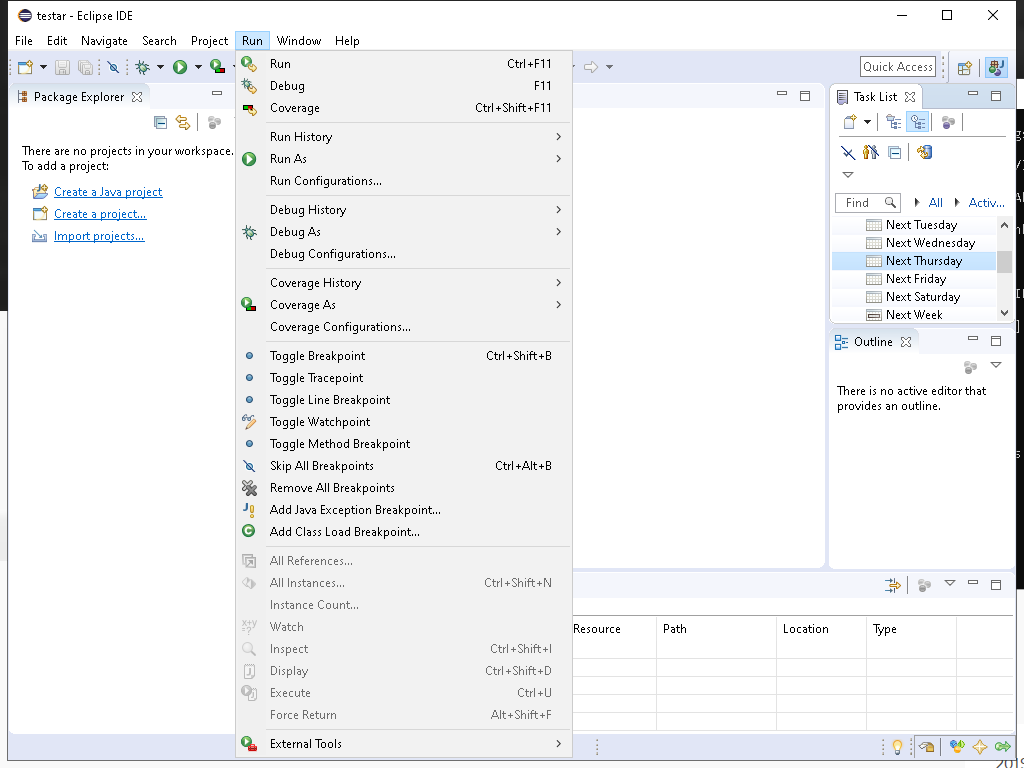 testar - Eclipse IDE
File Edit Navigate Search Project Run Window Help
Quick Access
Package Explorer
There are no projects in your workspace.
To add a project:
Create a Java project
Create a project...
Import projects...
Run Ctrl+F11
Debug F11
Coverage Ctrl+Shift+F11
Run History
Run As
Run Configurations...
Debug History
Debug As
Debug Configurations...
Coverage History
Coverage As
Coverage Configurations...
Toggle Breakpoint Ctrl+Shift+B
Toggle Tracepoint
Toggle Line Breakpoint
Toggle Watchpoint
Toggle Method Breakpoint
Skip All Breakpoints Ctrl+Alt+B
Remove All Breakpoints
Add Java Exception Breakpoint...
Add Class Load Breakpoint...
All References...
All Instances... Ctrl+Shift+N
Instance Count...
Watch
Inspect Ctrl+Shift+I
Display Ctrl+Shift+D
Execute Ctrl+U
Force Return Alt+Shift+F
External Tools
Task List
Find All Activ...
Next Tuesday
Next Wednesday
Next Thursday
Next Friday
Next Saturday
Next Week
Outline
There is no active editor that
provides an outline.
Resource Path Location Type